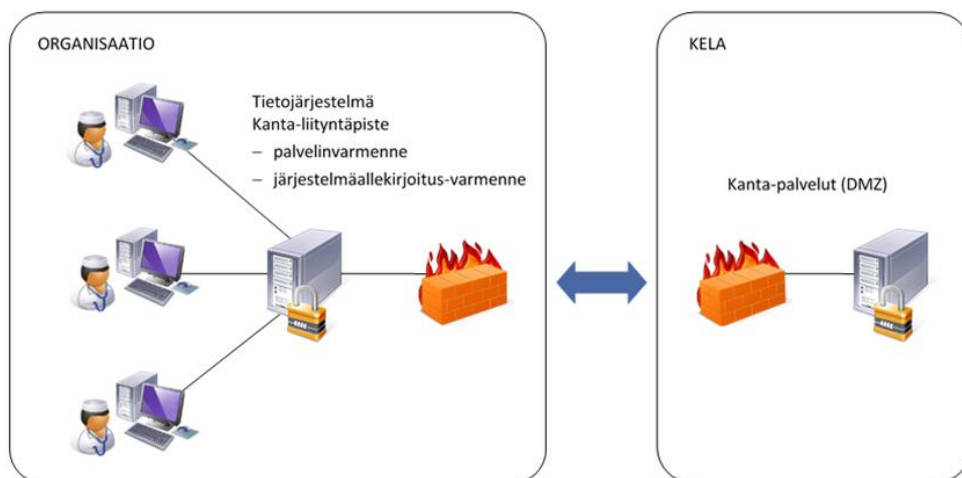 ORGANISAATIO
Tietojärjestelmä
Kanta-liityntäpiste
– palvelinvarmenne
– järjestelmäallekirjoitus-varmenne
KELA
Kanta-palvelut (DMZ)